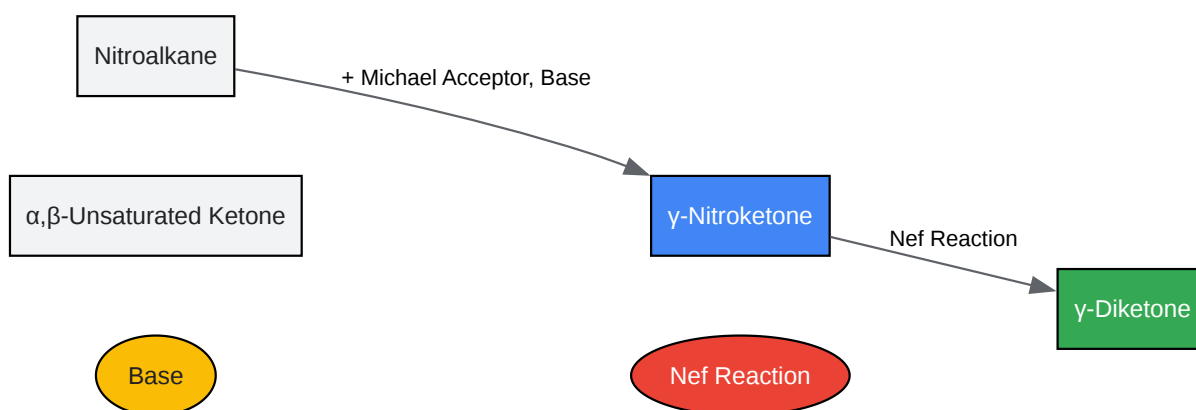 Nitroalkane
+ Michael Acceptor, Base
α,β-Unsaturated Ketone
γ-Nitroketone
Nef Reaction
γ-Diketone
Base
Nef Reaction